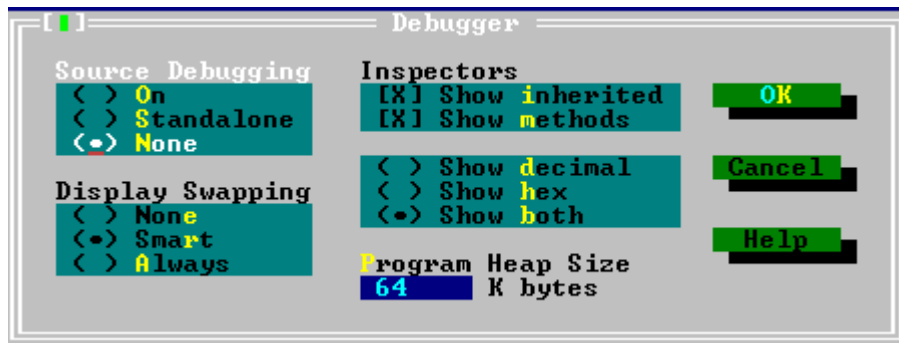 [ ] Debugger
Source Debugging
( ) On
( ) Standalone
(•) None
Display Swapping
( ) None
(•) Smart
( ) Always
Inspectors
[X] Show inherited
[X] Show methods
( ) Show decimal
( ) Show hex
(•) Show both
Program Heap Size
64 K bytes
OK
Cancel
Help